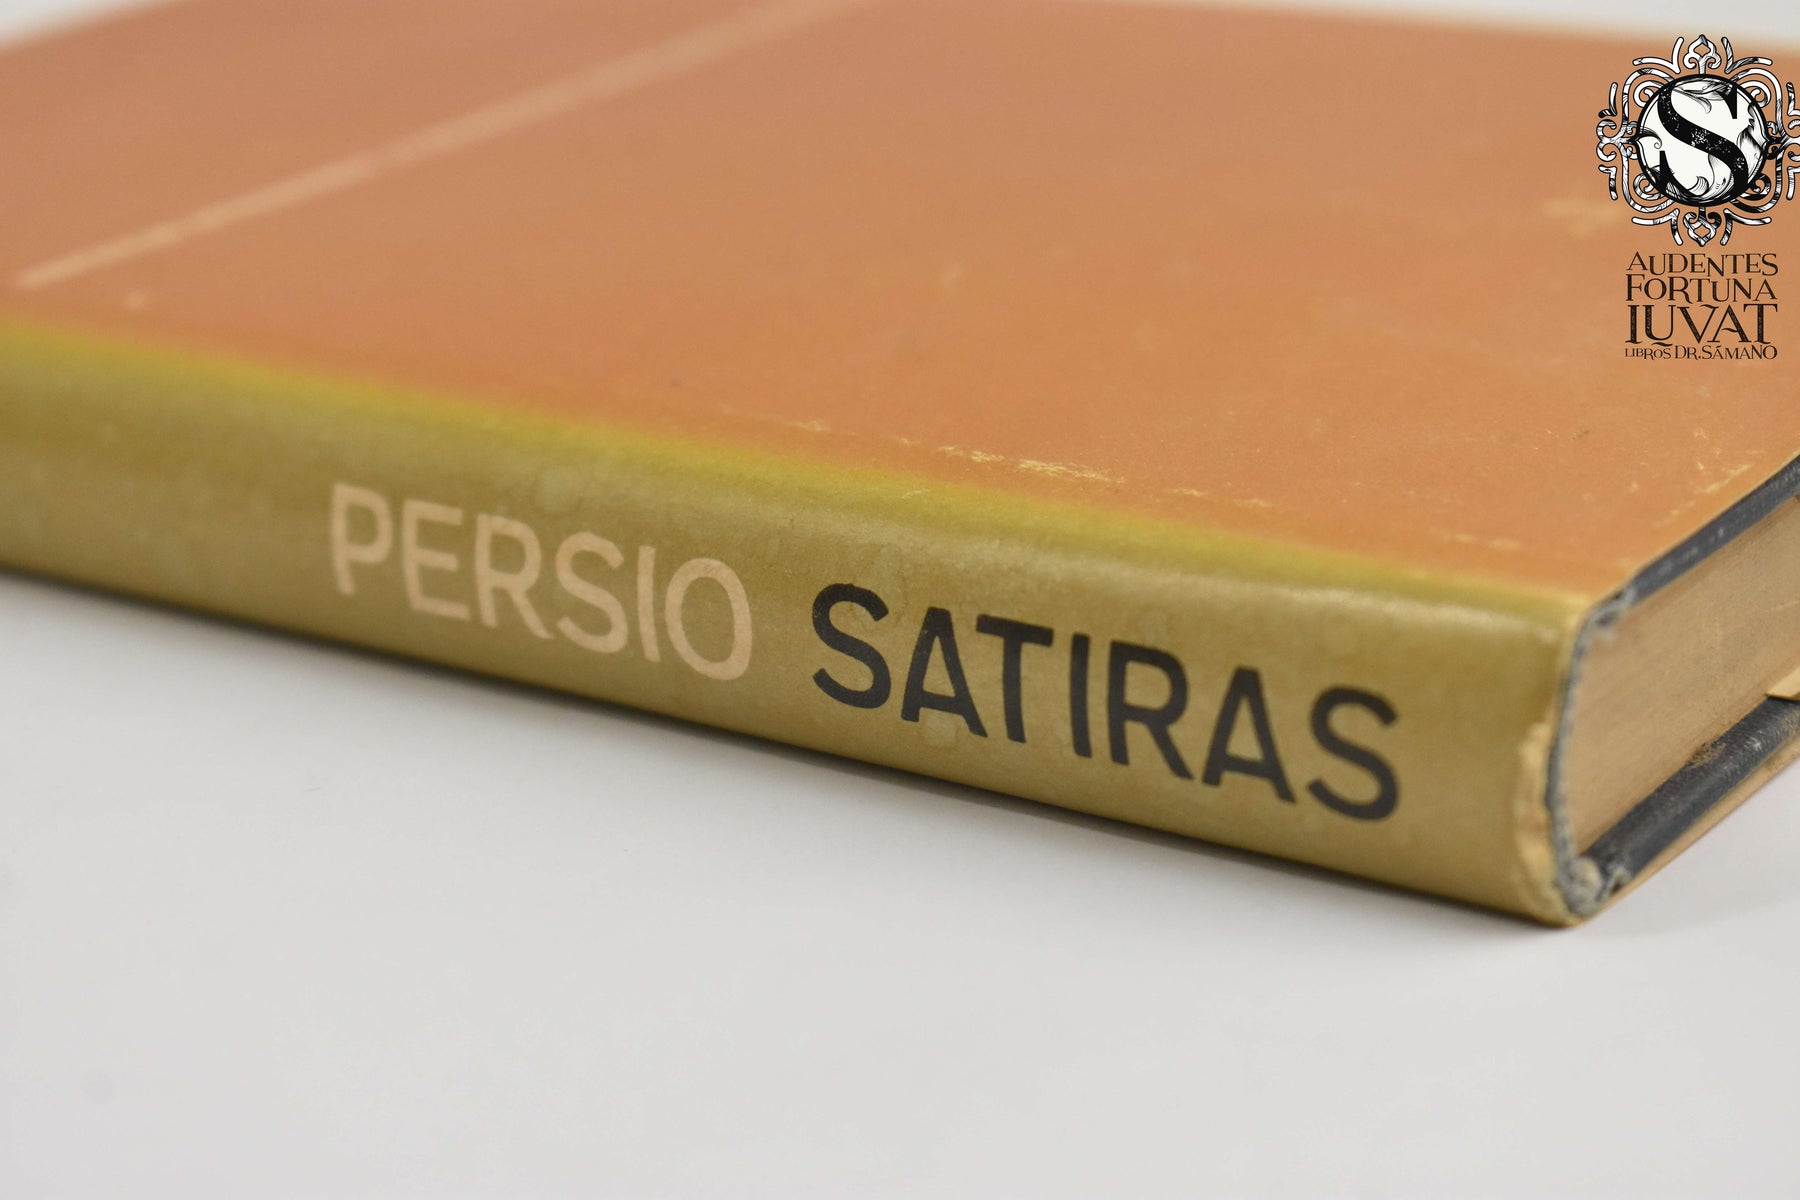 S
AUDENTES
FORTUNA
IUVAT
LIBROS DR. SÁMANO
PERSIO SATIRAS